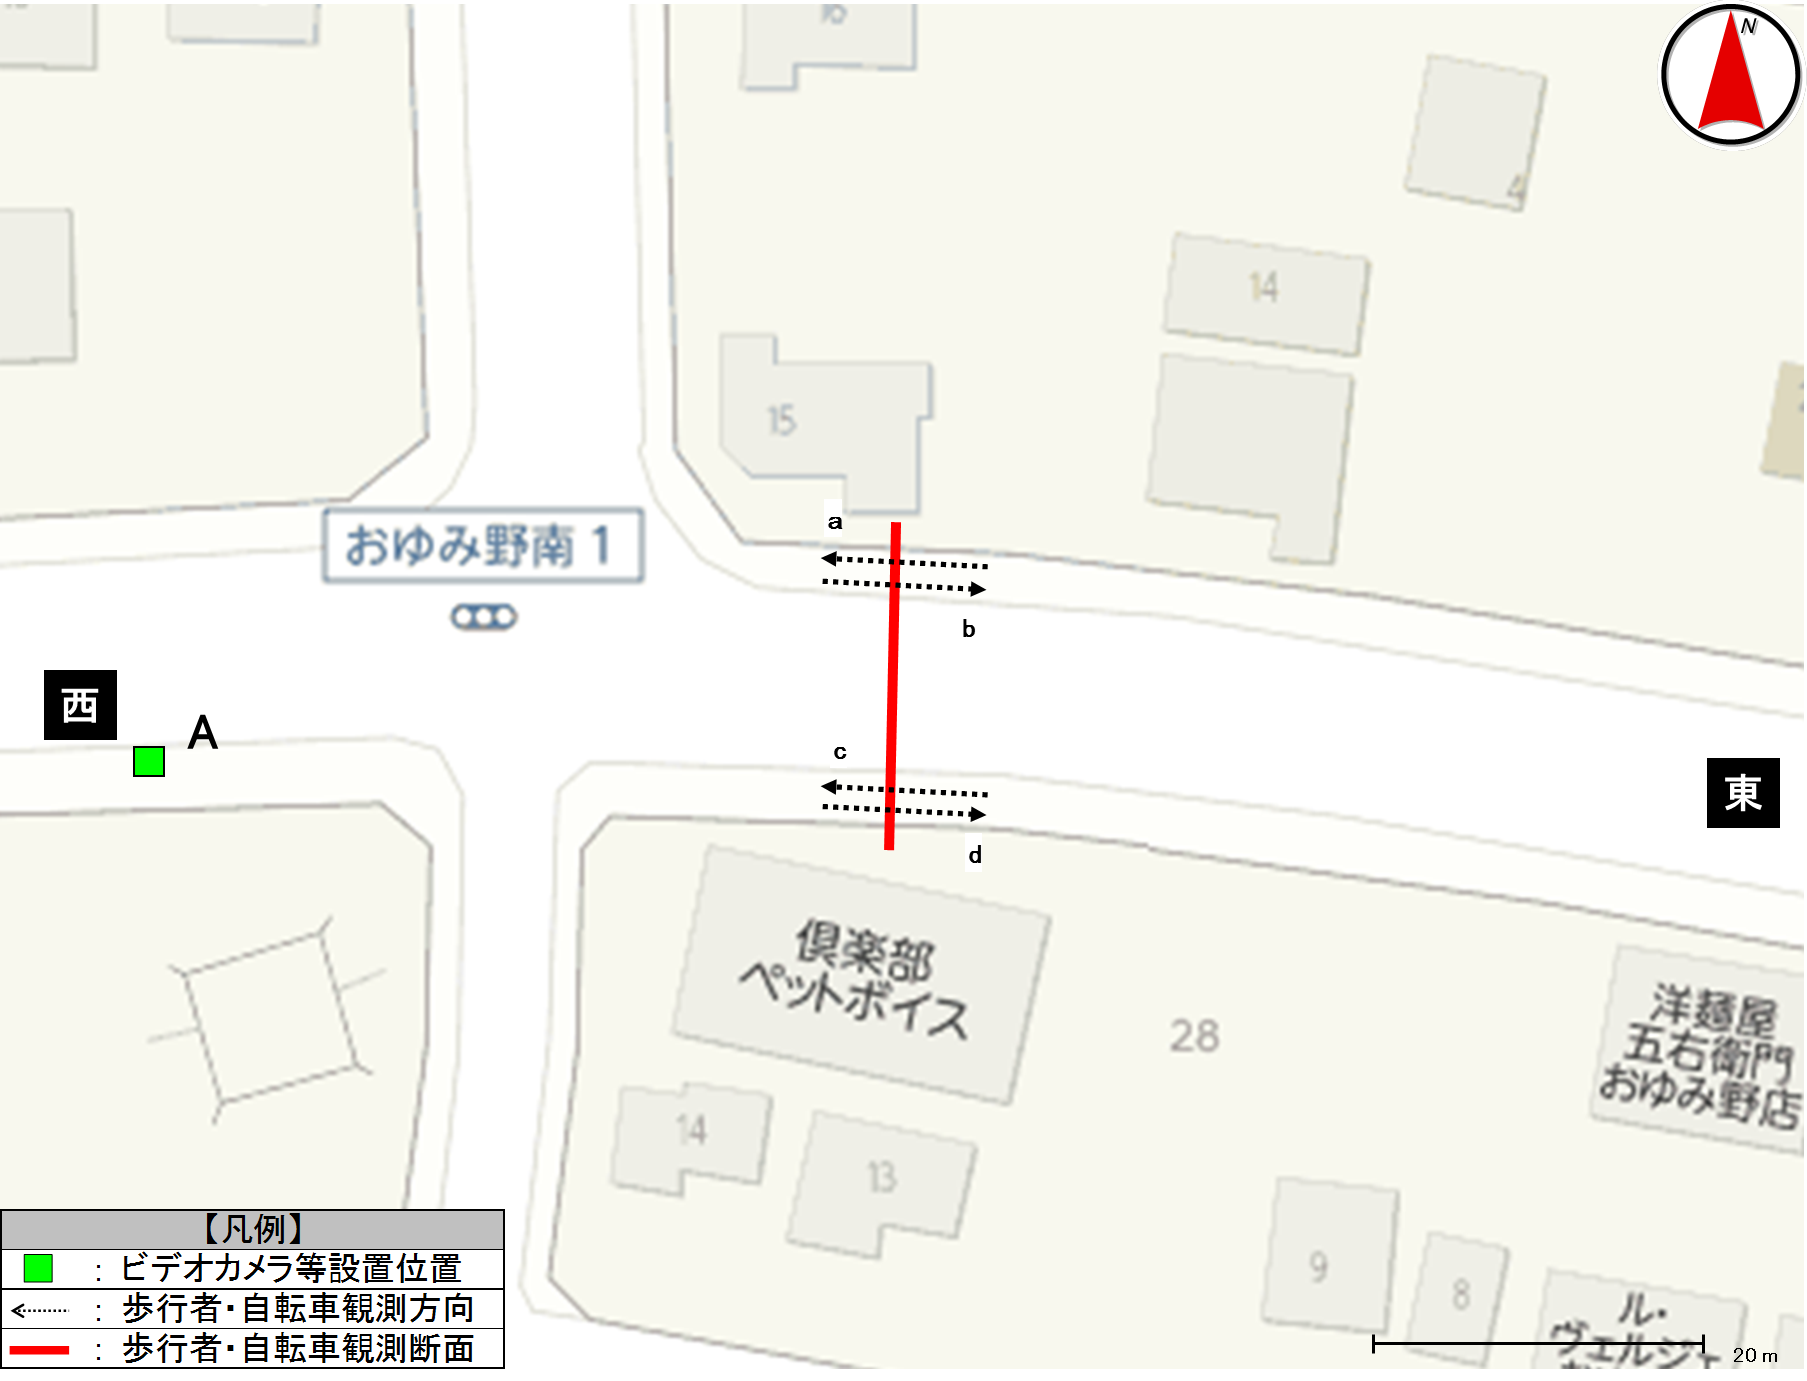 16
N
4
14
15
a
おゆみ野南 1
b
西
A
c
東
d
倶楽部
ペットボイス
28
洋麺屋
五右衛門
おゆみ野店
14
13
9
8
ル・
ヴェルジェ
20 m
【凡例】
： ビデオカメラ等設置位置
： 歩行者・自転車観測方向
： 歩行者・自転車観測断面